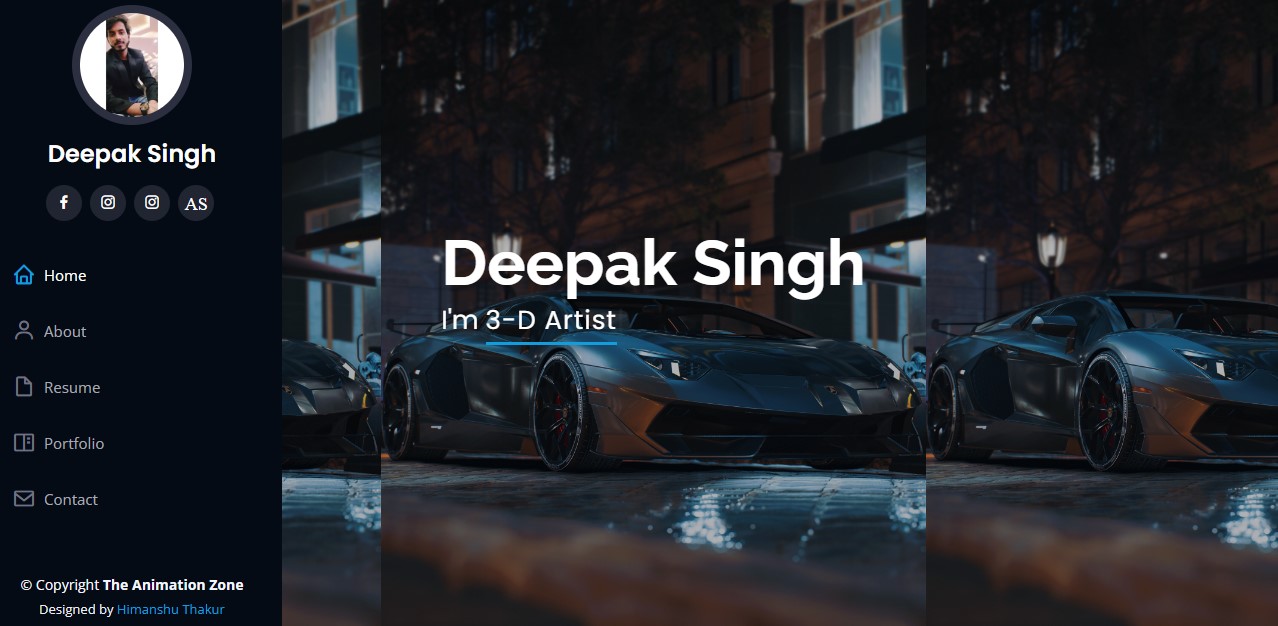 Deepak Singh
AS
Home
About
Resume
Portfolio
Contact
© Copyright The Animation Zone
Designed by Himanshu Thakur
Deepak Singh
I'm 3-D Artist